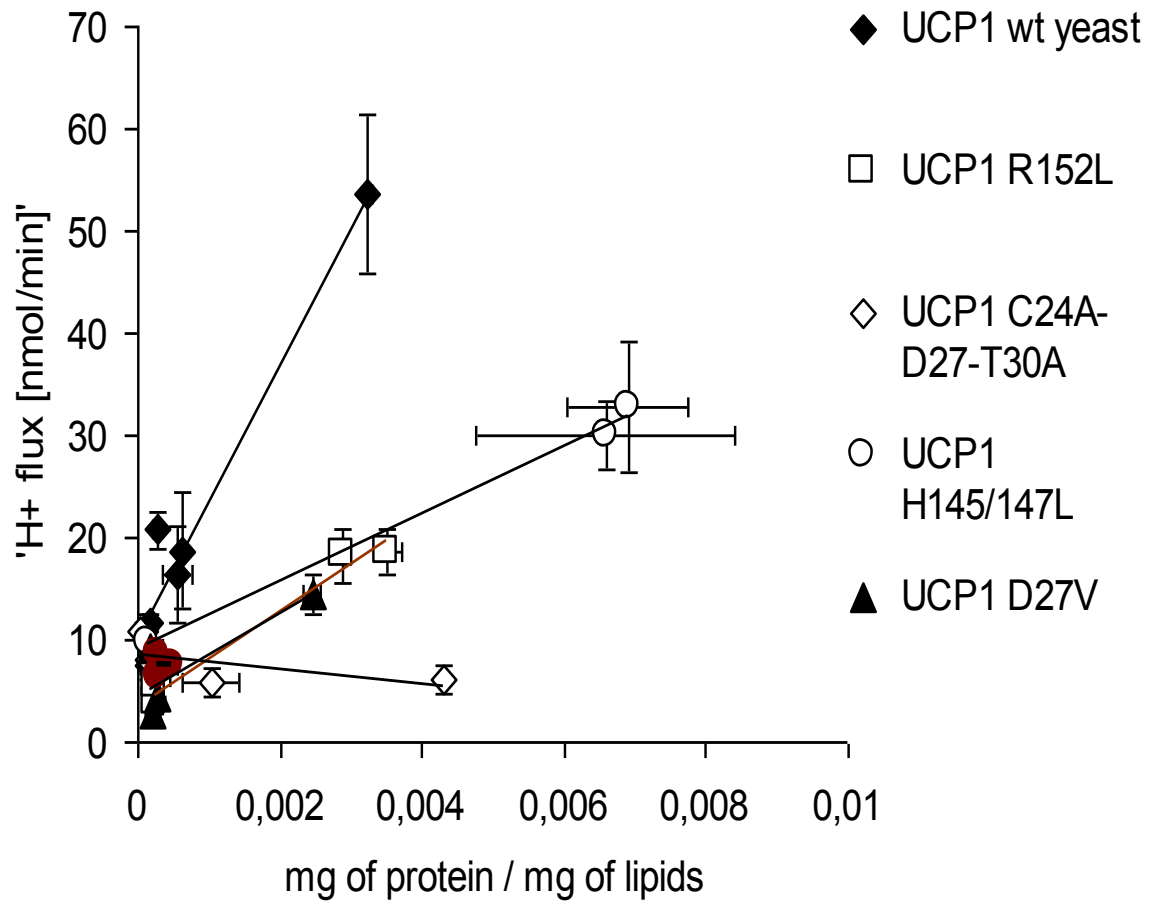 70
60
50
40
30
20
10
0
'H+ flux [nmol/min]'
0
0,002
0,004
0,006
0,008
0,01
mg of protein / mg of lipids
UCP1 wt yeast
UCP1 R152L
UCP1 C24A-
D27-T30A
UCP1
H145/147L
UCP1 D27V